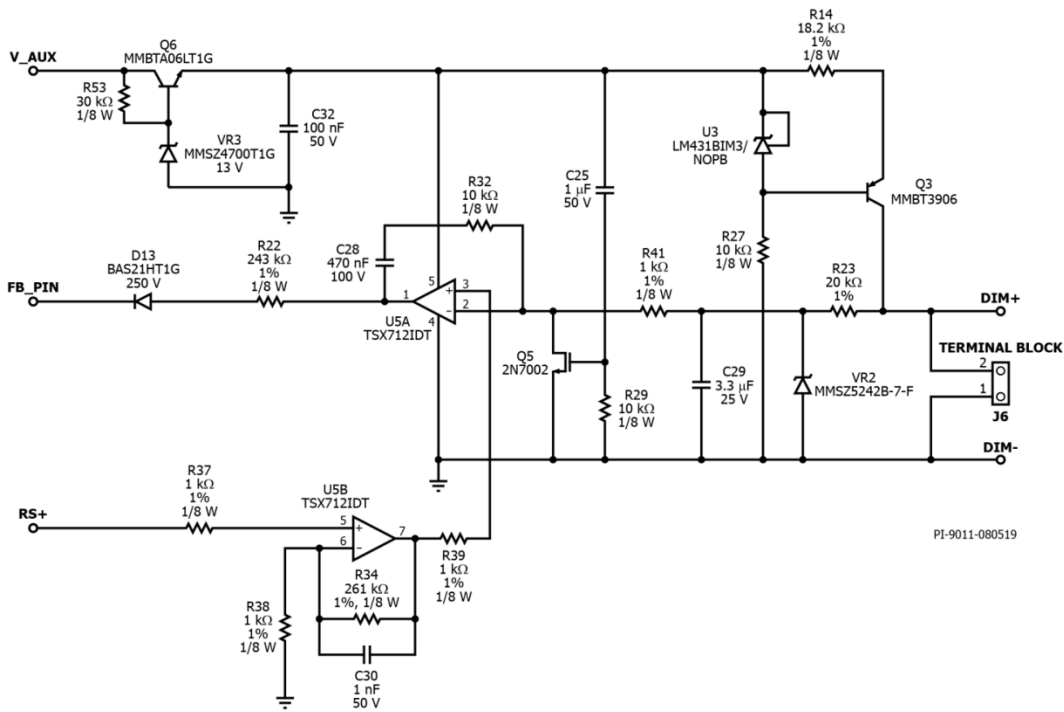 V_AUX
Q6
MMBTA06LT1G
R53
30 kΩ
1/8 W
VR3
MMSZ4700T1G
13 V
C32
100 nF
50 V
R14
18.2 kΩ
1%
1/8 W
U3
LM431BIM3/
NOPB
Q3
MMBT3906
C25
1 μF
50 V
R32
10 kΩ
1/8 W
R27
10 kΩ
1/8 W
C28
470 nF
100 V
R22
243 kΩ
1%
1/8 W
D13
BAS21HT1G
250 V
FB_PIN
5
3
+
1
2
-
4
U5A
TSX712IDT
R41
1 kΩ
1%
1/8 W
R23
20 kΩ
1%
DIM+
TERMINAL BLOCK
2
1
J6
Q5
2N7002
C29
3.3 μF
25 V
VR2
MMSZ5242B-7-F
R29
10 kΩ
1/8 W
DIM-
R37
1 kΩ
1%
1/8 W
U5B
TSX712IDT
RS+
5
+
7
6
-
R39
1 kΩ
1%
1/8 W
R34
261 kΩ
1%, 1/8 W
R38
1 kΩ
1%
1/8 W
C30
1 nF
50 V
PI-9011-080519